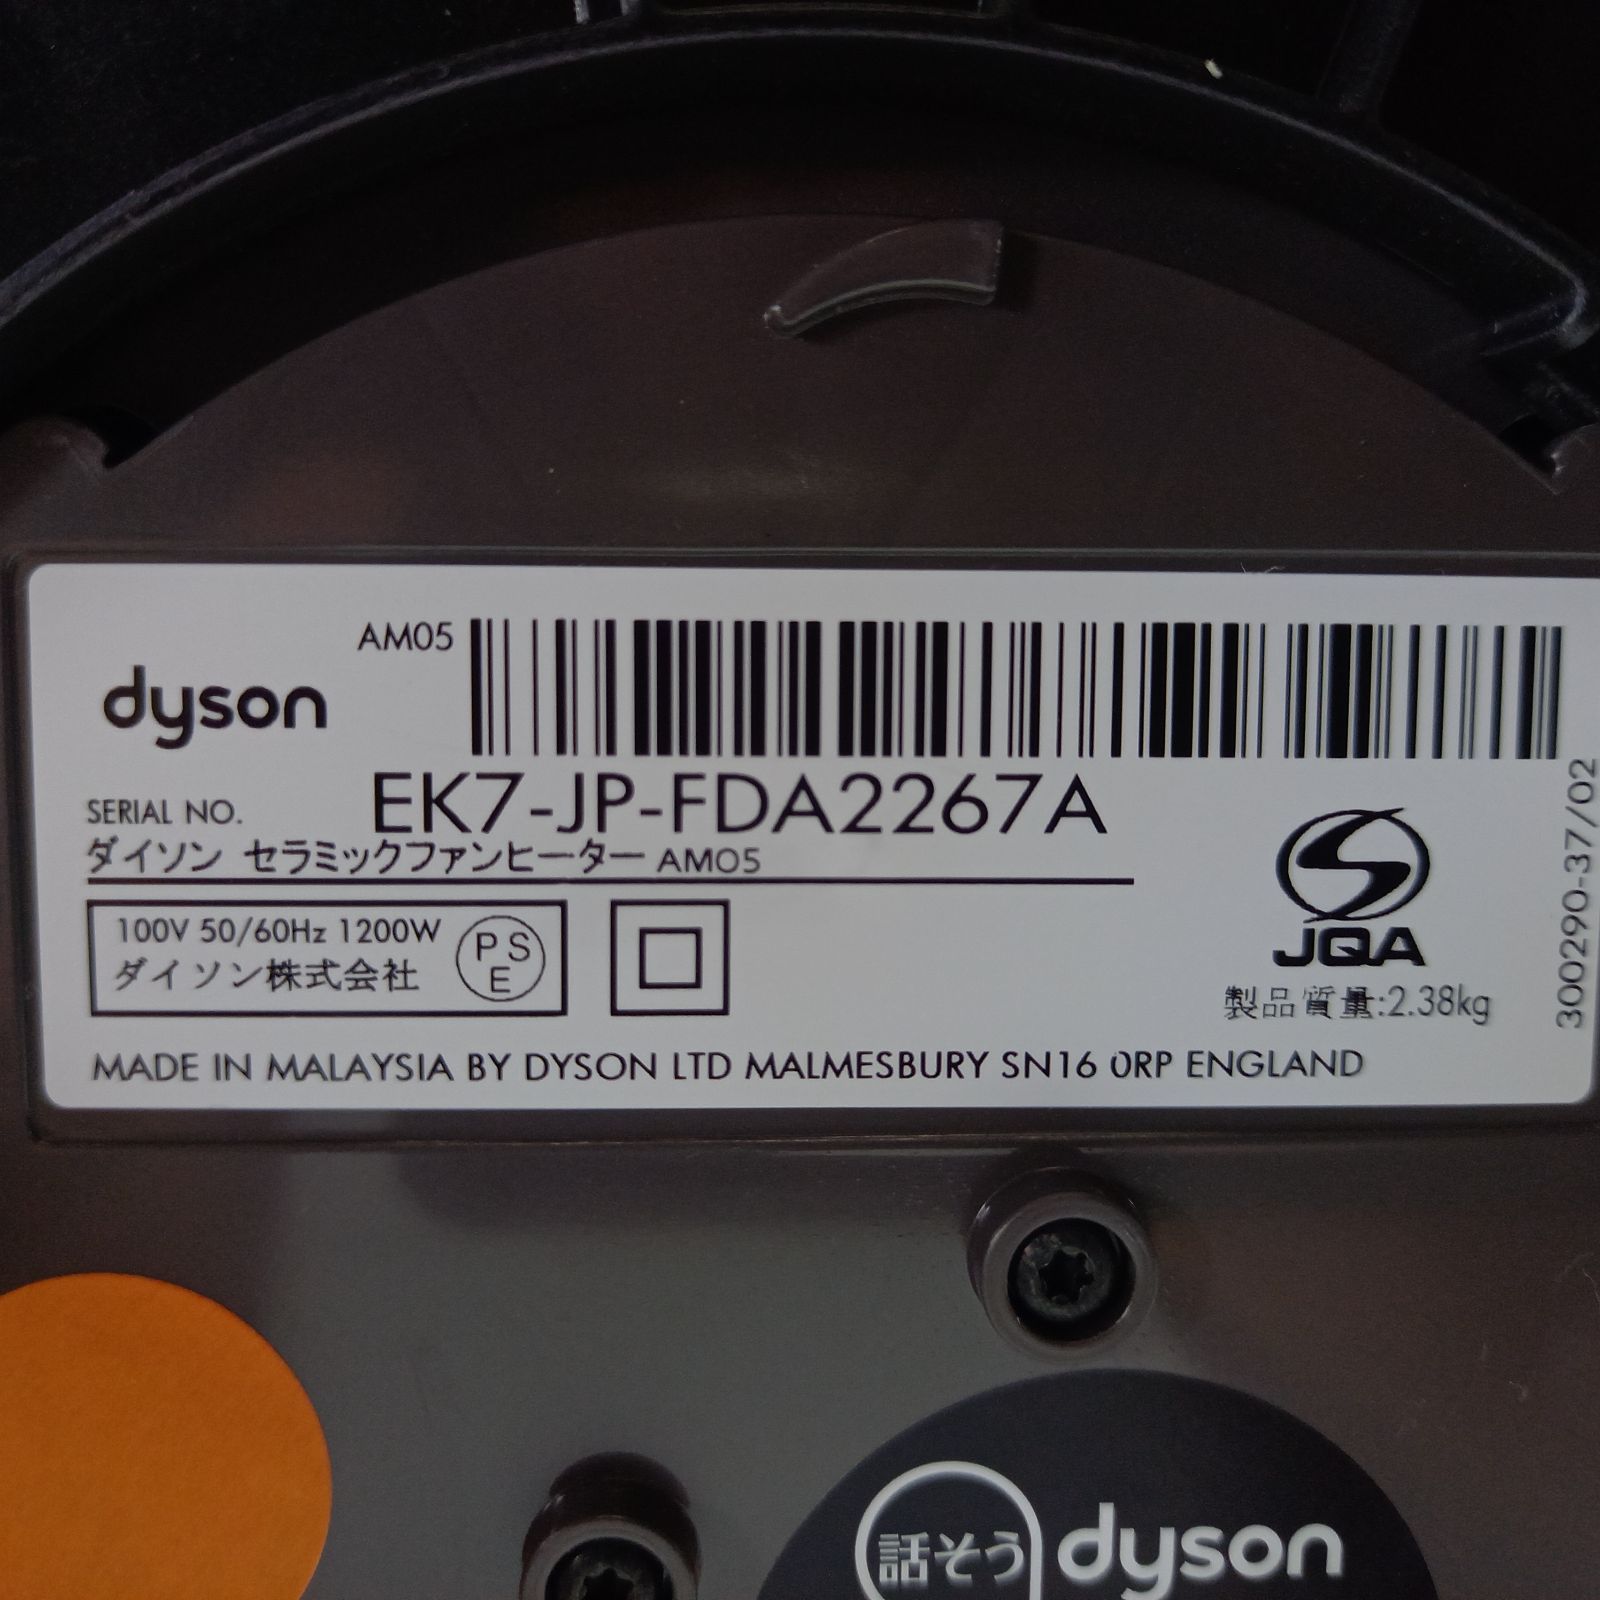 AM05
dyson
SERIAL NO. EK7-JP-FDA2267A
ダイソン セラミックファンヒーター AM05
100V 50/60Hz 1200W
ダイソン株式会社
PSE
JQA
製品質量:2.38kg
300290-37/02
MADE IN MALAYSIA BY DYSON LTD MALMESBURY SN16 0RP ENGLAND
話そう dyson